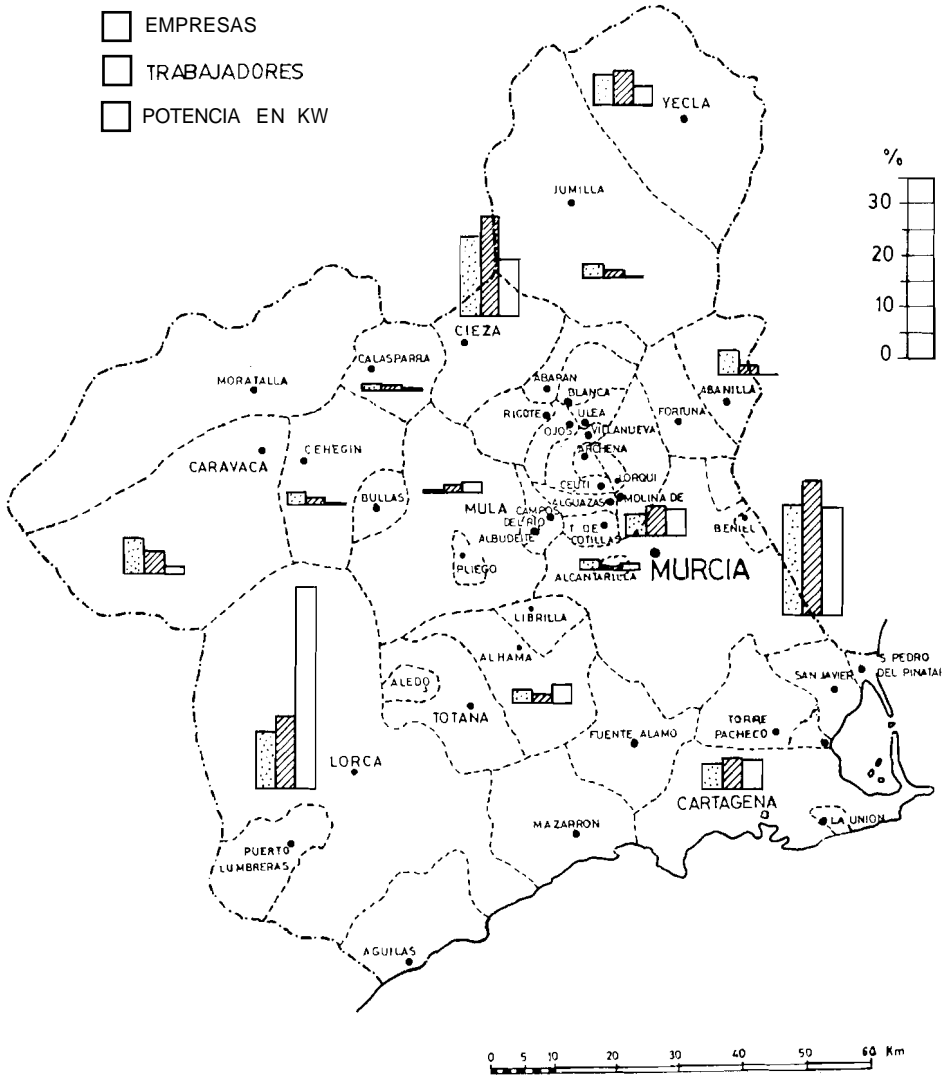 EMPRESAS
TRABAJADORES
POTENCIA EN KW
YECLA
%
30
20
10
0
JUMILLA
CIEZA
CALASPARRA
MORATALLA
ABARAN
BLANCA
ABANILLA
RICOTE
ULEA
FORTUNA
OJOS
VILLANUEVA
CEHEGIN
CARAVACA
ARCHENA
LORQUI
CEUTI
BULLAS
MOLINA DE
ALGUAZAS
MULA
CAMPOS
DEL RIO
BENIEL
ALBUDEITE
T. DE
COTILLAS
PLIEGO
MURCIA
ALCANTARILLA
LIBRILLA
ALHAMA
S PEDRO
DEL PINATAR
SAN JAVIER
ALEDO
TOTANA
TORRE
PACHECO
FUENTE ALAMO
LORCA
CARTAGENA
LA UNION
MAZARRON
PUERTO
LUMBRERAS
AGUILAS
0 5 10 20 30 40 50 60 Km